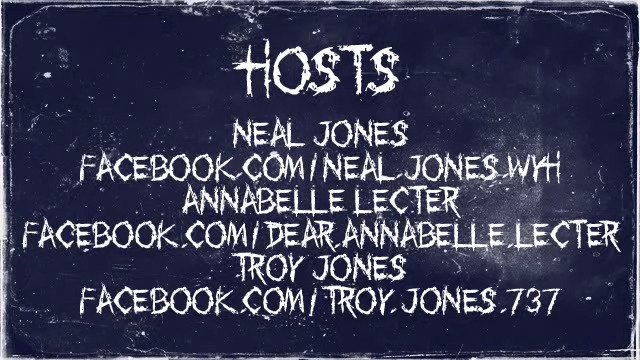 HOSTS
NEAL JONES
FACEBOOK.COM/NEAL.JONES.WYH
ANNABELLE LECTER
FACEBOOK.COM/DEAR.ANNABELLE.LECTER
TROY JONES
FACEBOOK.COM/TROY.JONES.737